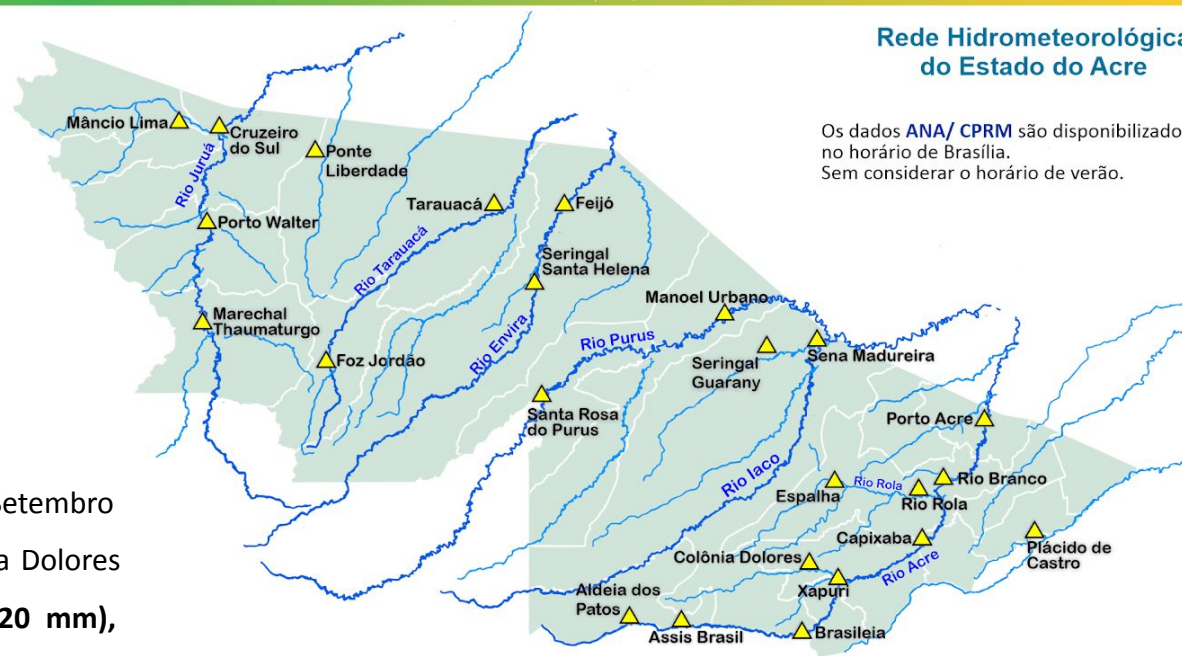 Rede Hidrometeorológica
do Estado do Acre
Os dados ANA/ CPRM são disponibilizado
no horário de Brasília.
Sem considerar o horário de verão.
Mâncio Lima
Cruzeiro
do Sul
Ponte
Liberdade
Rio Juruá
Porto Walter
Tarauacá
Feijó
Rio Tarauacá
Seringal
Santa Helena
Marechal
Thaumaturgo
Foz Jordão
Rio Envira
Manoel Urbano
Rio Purus
Seringal
Guarany
Sena Madureira
Santa Rosa
do Purus
Porto Acre
Rio Iaco
Espalha
Rio Rola
Rio Rola
Rio Branco
Capixaba
Rio Acre
Plácido de
Castro
Colônia Dolores
Xapuri
Aldeia dos
Patos
Assis Brasil
Brasileia
Setembro
a Dolores
20 mm),